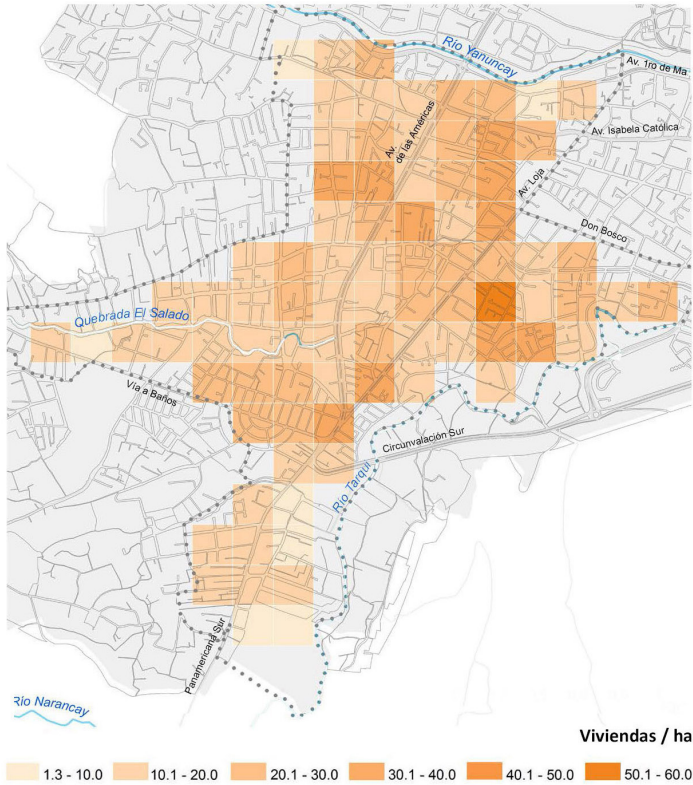 Río Yanuncay
Av. 1ro de Ma
Av.
de las Américas
Av. Isabela Católica
Av. Loja
Don Bosco
Quebrada El Salado
Vía a Baños
Circunvalación Sur
Río Tarqui
Panamericana Sur
Río Narancay
Viviendas / ha
1.3 - 10.0
10.1 - 20.0
20.1 - 30.0
30.1 - 40.0
40.1 - 50.0
50.1 - 60.0